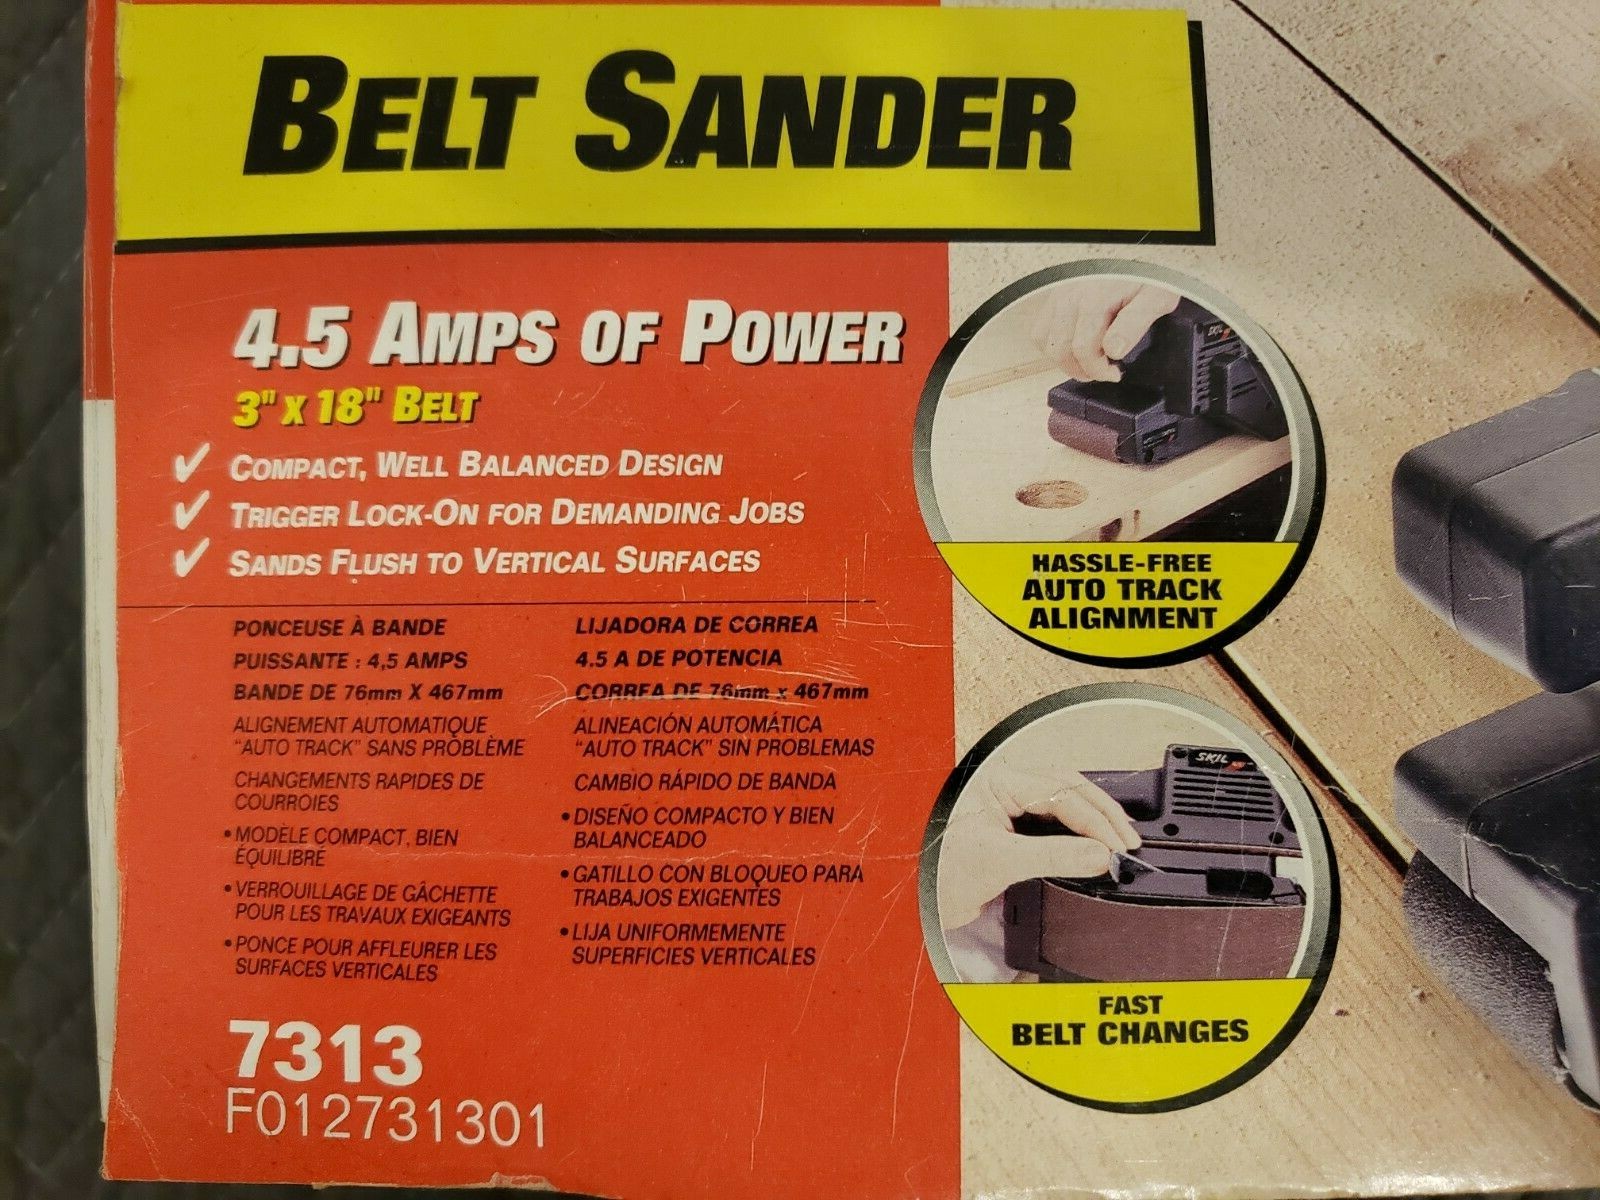 BELT SANDER
4.5 AMPS OF POWER
3" X 18" BELT
✓ COMPACT, WELL BALANCED DESIGN
✓ TRIGGER LOCK-ON FOR DEMANDING JOBS
✓ SANDS FLUSH TO VERTICAL SURFACES
PONCEUSE À BANDE
PUISSANTE : 4,5 AMPS
BANDE DE 76mm X 467mm
ALIGNEMENT AUTOMATIQUE
"AUTO TRACK" SANS PROBLÈME
CHANGEMENTS RAPIDES DE
COURROIES
• MODÈLE COMPACT, BIEN
ÉQUILIBRÉ
• VERROUILLAGE DE GÂCHETTE
POUR LES TRAVAUX EXIGEANTS
• PONCE POUR AFFLEURER LES
SURFACES VERTICALES
LIJADORA DE CORREA
4.5 A DE POTENCIA
CORREA DE 76mm x 467mm
ALINEACIÓN AUTOMÁTICA
"AUTO TRACK" SIN PROBLEMAS
CAMBIO RÁPIDO DE BANDA
• DISEÑO COMPACTO Y BIEN
BALANCEADO
• GATILLO CON BLOQUEO PARA
TRABAJOS EXIGENTES
• LIJA UNIFORMEMENTE
SUPERFICIES VERTICALES
7313
F012731301
SKIL
HASSLE-FREE
AUTO TRACK
ALIGNMENT
SKIL
FAST
BELT CHANGES